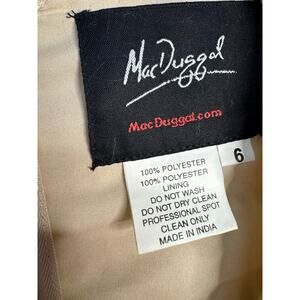 MacDuggal
MacDuggal.com
6
100% POLYESTER
100% POLYESTER
LINING
DO NOT WASH
DO NOT DRY CLEAN
PROFESSIONAL SPOT
CLEAN ONLY
MADE IN INDIA